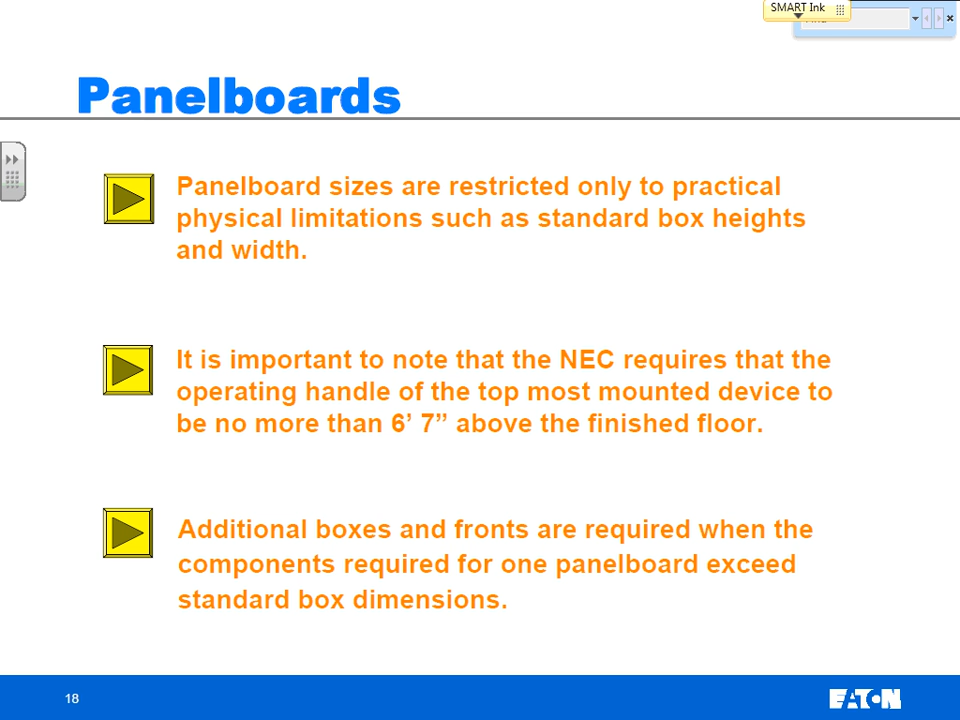 SMART Ink
Panelboards
Panelboard sizes are restricted only to practical
physical limitations such as standard box heights
and width.
It is important to note that the NEC requires that the
operating handle of the top most mounted device to
be no more than 6’ 7” above the finished floor.
Additional boxes and fronts are required when the
components required for one panelboard exceed
standard box dimensions.
18
EATON